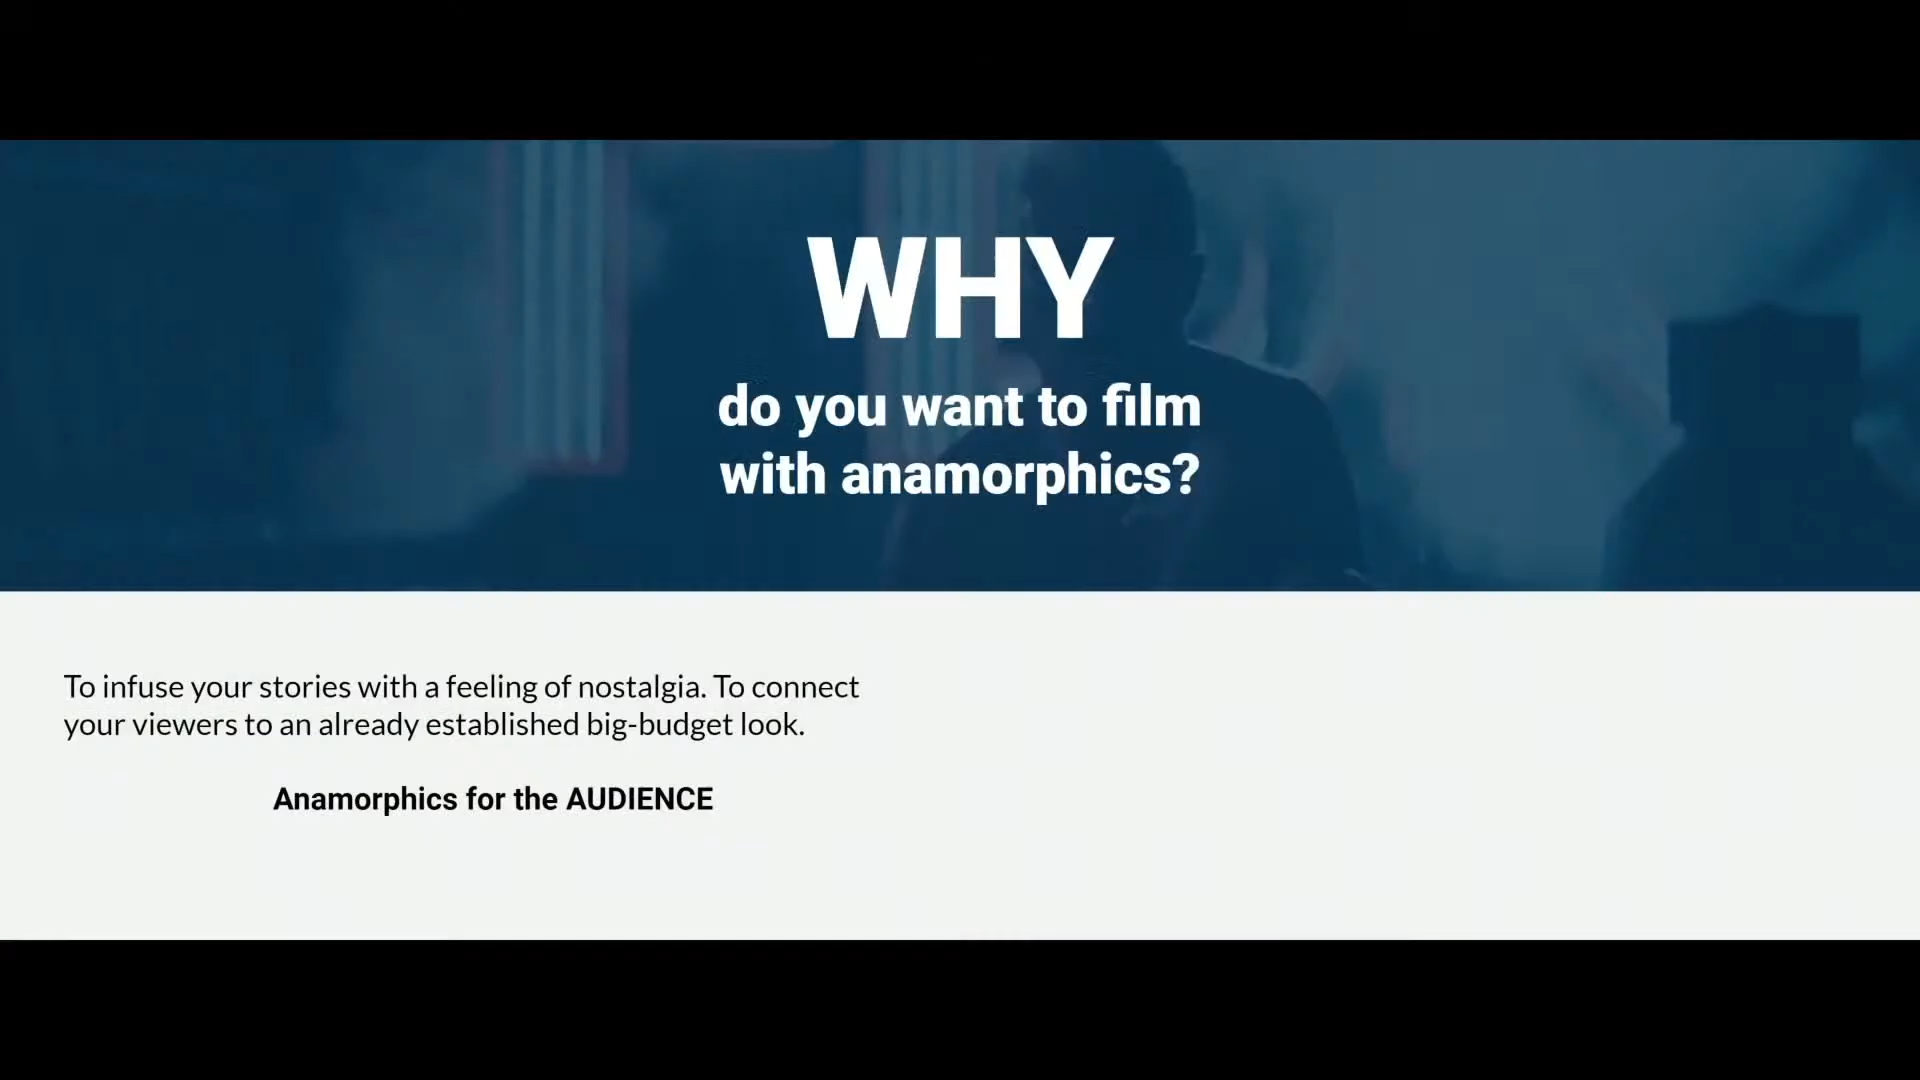 WHY
do you want to film
with anamorphics?
To infuse your stories with a feeling of nostalgia. To connect
your viewers to an already established big-budget look.
Anamorphics for the AUDIENCE